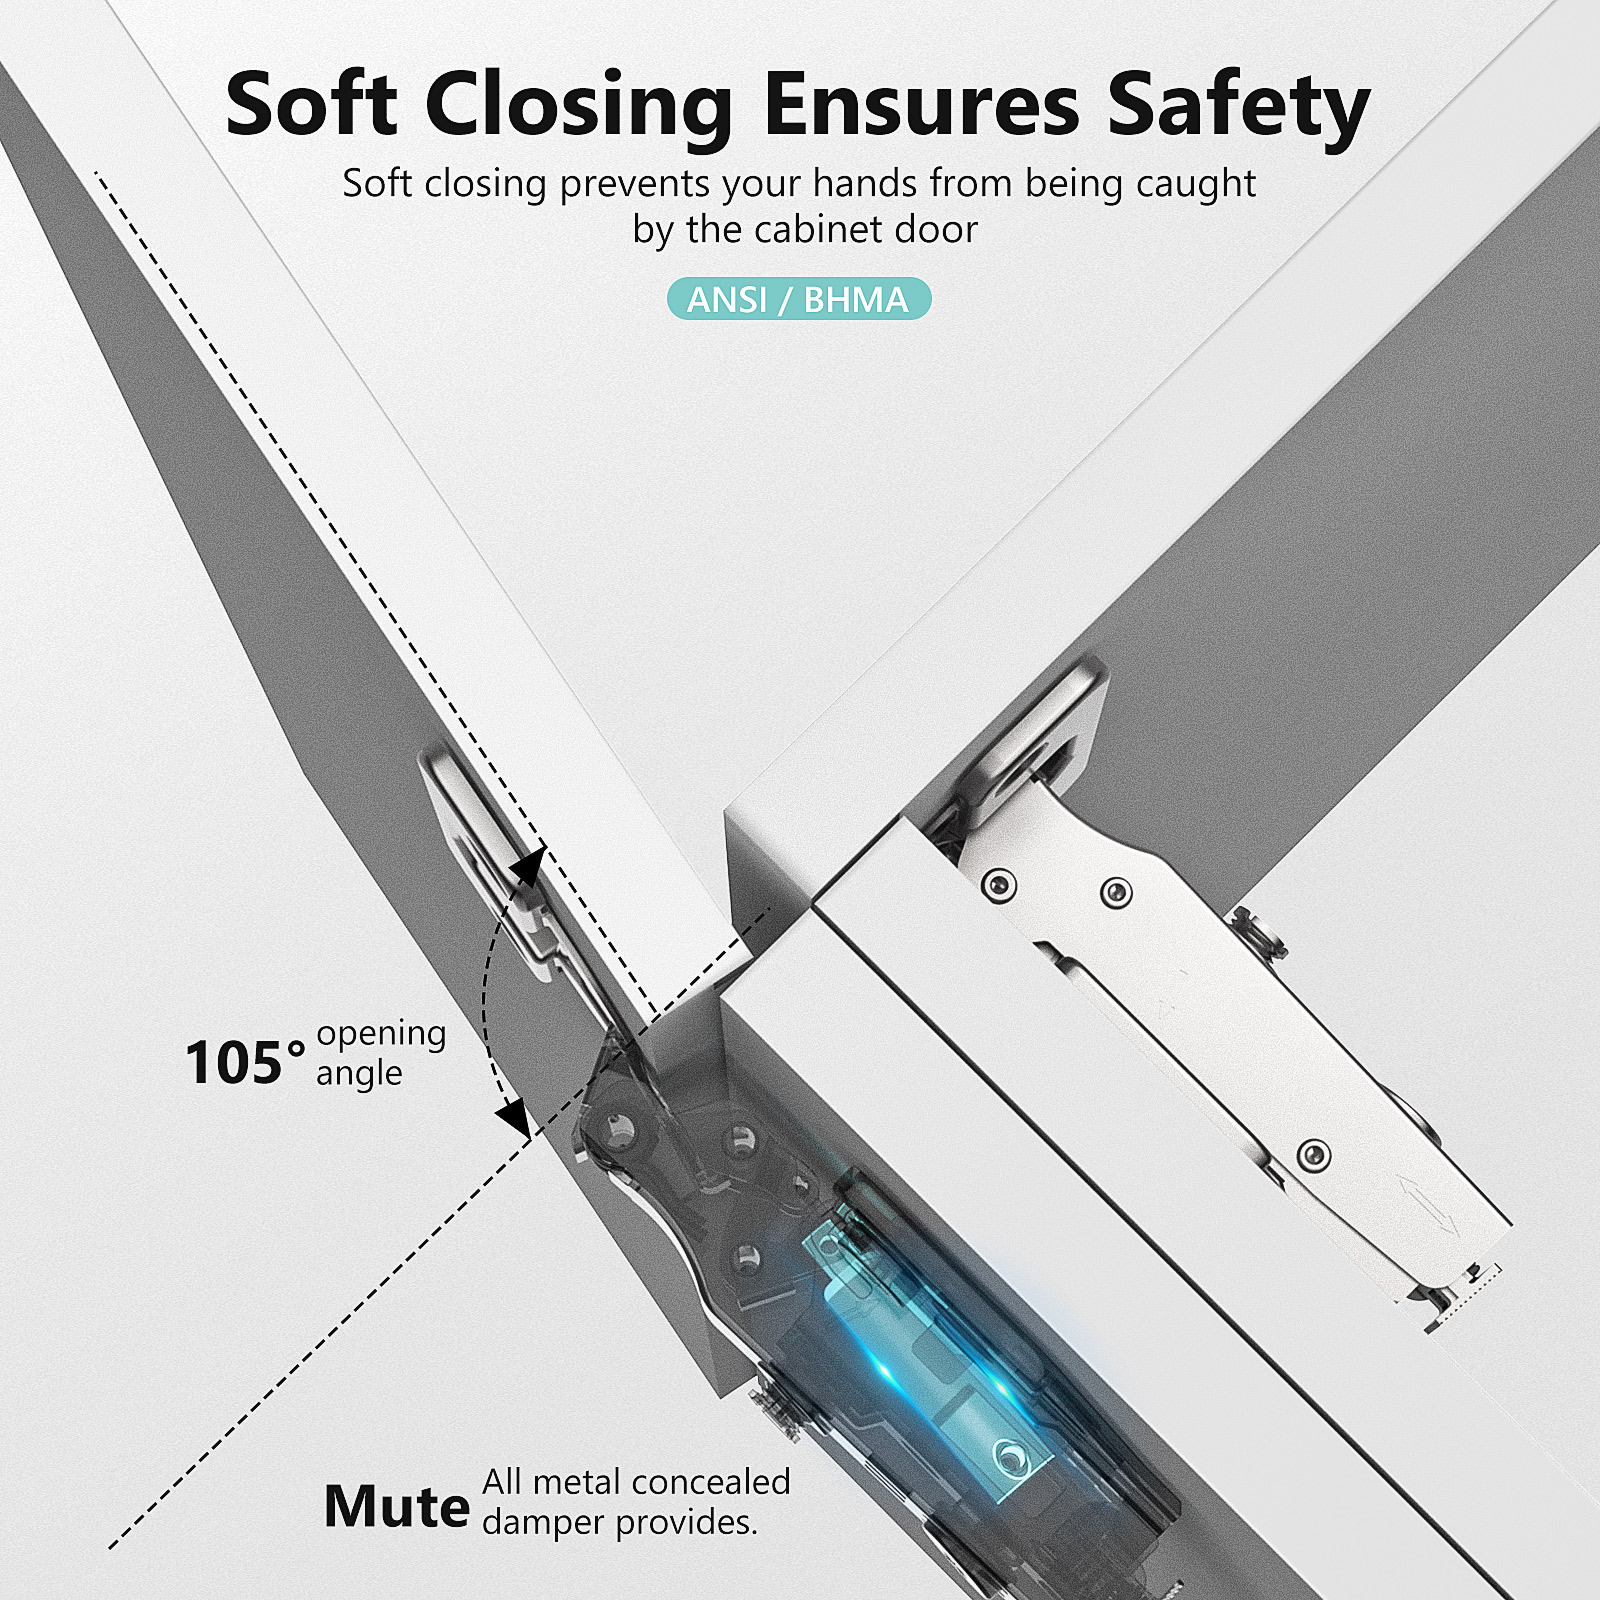 Soft Closing Ensures Safety
Soft closing prevents your hands from being caught
by the cabinet door
ANSI / BHMA
105° opening
angle
Mute All metal concealed
damper provides.